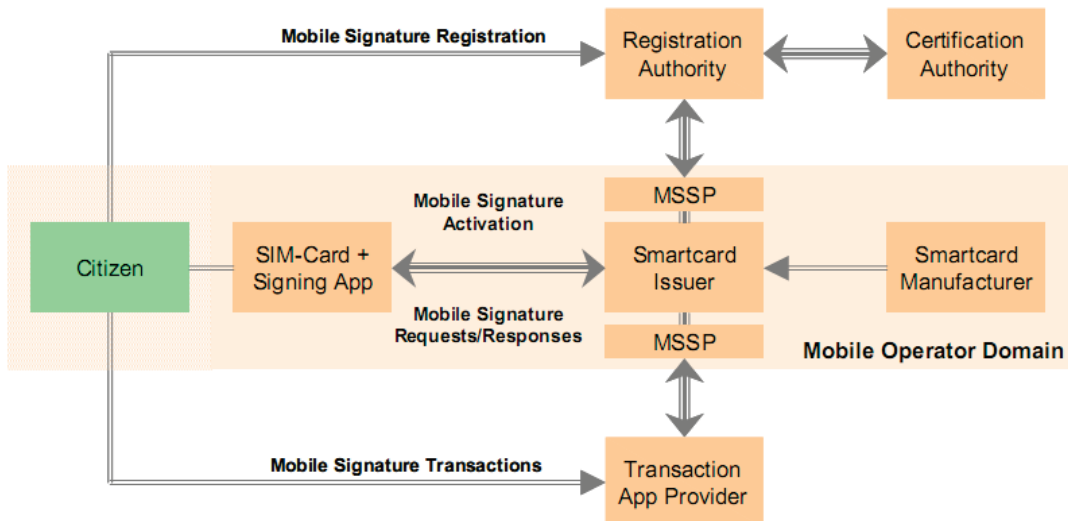 Mobile Signature Registration
Registration
Authority
Certification
Authority
MSSP
Mobile Signature
Activation
Citizen
SIM-Card +
Signing App
Smartcard
Issuer
Smartcard
Manufacturer
Mobile Signature
Requests/Responses
MSSP
Mobile Operator Domain
Mobile Signature Transactions
Transaction
App Provider